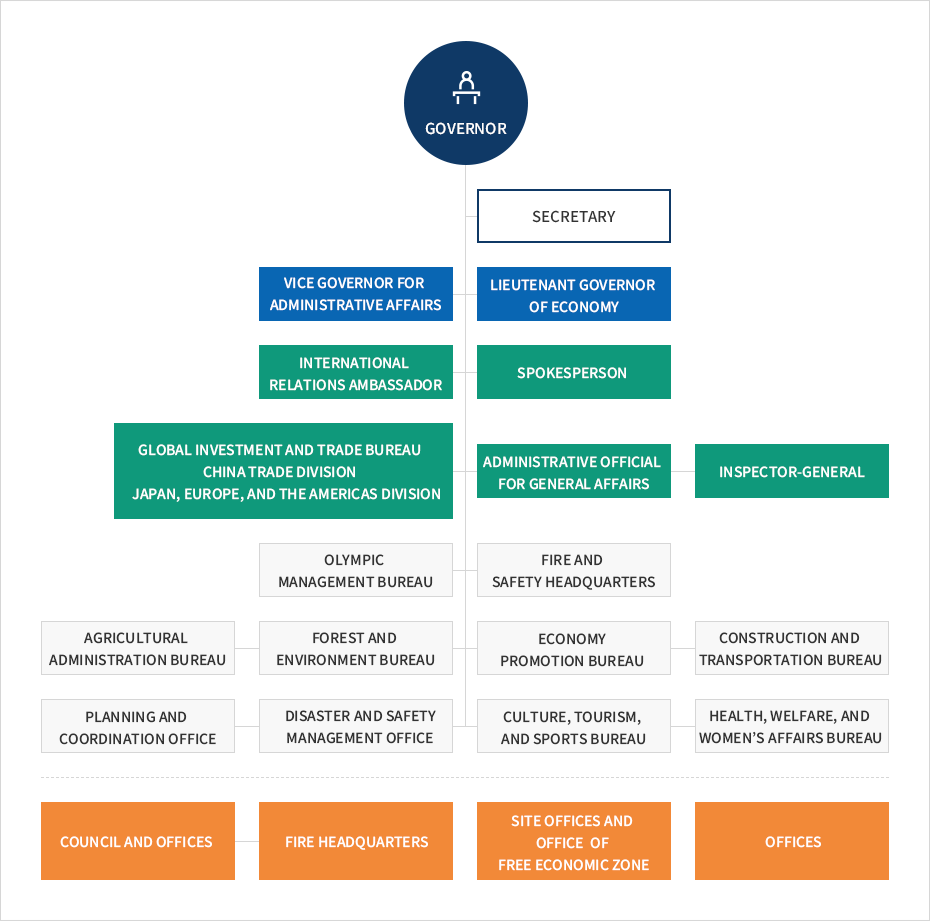 GOVERNOR
SECRETARY
VICE GOVERNOR FOR
ADMINISTRATIVE AFFAIRS
LIEUTENANT GOVERNOR
OF ECONOMY
INTERNATIONAL
RELATIONS AMBASSADOR
SPOKESPERSON
GLOBAL INVESTMENT AND TRADE BUREAU
CHINA TRADE DIVISION
JAPAN, EUROPE, AND THE AMERICAS DIVISION
ADMINISTRATIVE OFFICIAL
FOR GENERAL AFFAIRS
INSPECTOR-GENERAL
OLYMPIC
MANAGEMENT BUREAU
FIRE AND
SAFETY HEADQUARTERS
AGRICULTURAL
ADMINISTRATION BUREAU
FOREST AND
ENVIRONMENT BUREAU
ECONOMY
PROMOTION BUREAU
CONSTRUCTION AND
TRANSPORTATION BUREAU
PLANNING AND
COORDINATION OFFICE
DISASTER AND SAFETY
MANAGEMENT OFFICE
CULTURE, TOURISM,
AND SPORTS BUREAU
HEALTH, WELFARE, AND
WOMEN’S AFFAIRS BUREAU
COUNCIL AND OFFICES
FIRE HEADQUARTERS
SITE OFFICES AND
OFFICE OF
FREE ECONOMIC ZONE
OFFICES